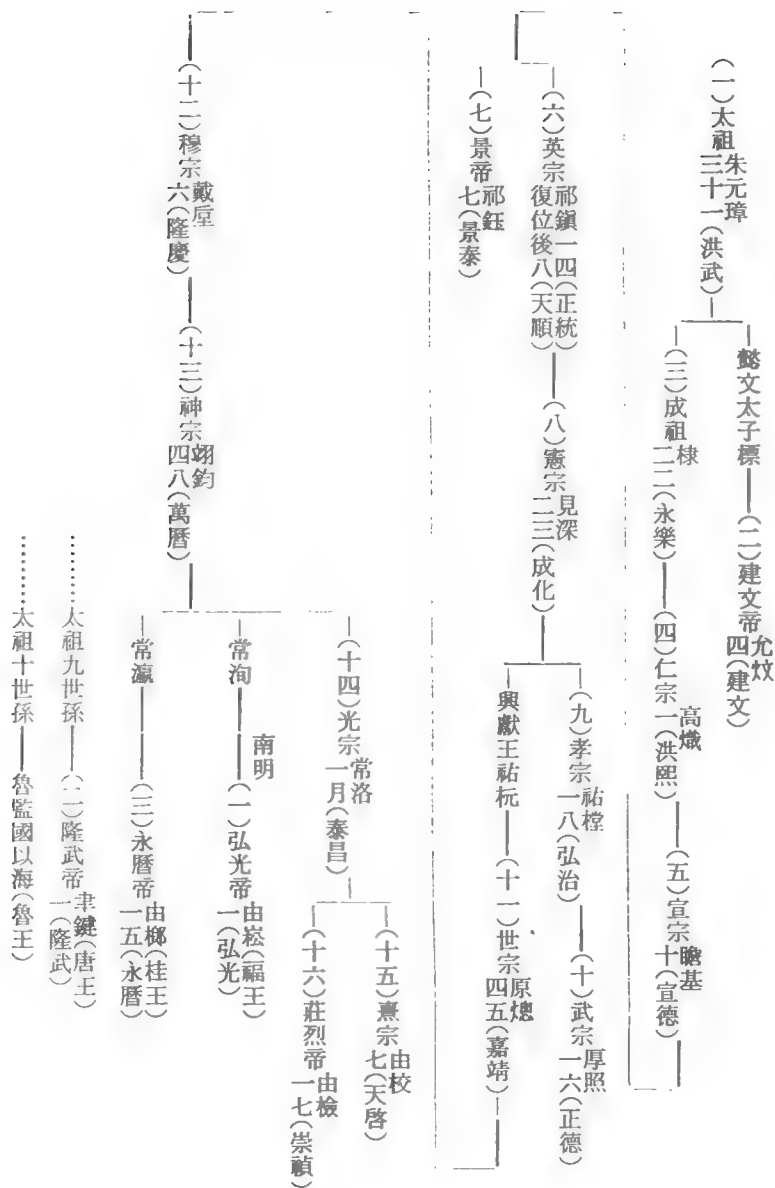 (一)太祖朱元璋三十一(洪武)
懿文太子標
(二)建文帝允炆四(建文)
(三)成祖棣二二(永樂)
(四)仁宗高熾一(洪熙)
(五)宣宗瞻基十(宣德)
(六)英宗祁鎮一四(正統)復位後八(天順)
(七)景帝祁鈺七(景泰)
(八)憲宗見深二三(成化)
(九)孝宗祐樘一八(弘治)
(十)武宗厚照一六(正德)
興獻王祐杬
(十一)世宗原熜四五(嘉靖)
(十二)穆宗戴垕六(隆慶)
(十三)神宗翊鈞四八(萬曆)
(十四)光宗常洛一月(泰昌)
(十五)熹宗由校七(天啓)
(十六)莊烈帝由檢一七(崇禎)
南明
常洵
(一)弘光帝由崧(福王)一(弘光)
常瀛
(三)永曆帝由榔(桂王)一五(永曆)
太祖九世孫
(二)隆武帝聿鍵(唐王)一(隆武)
太祖十世孫
魯監國以海(魯王)